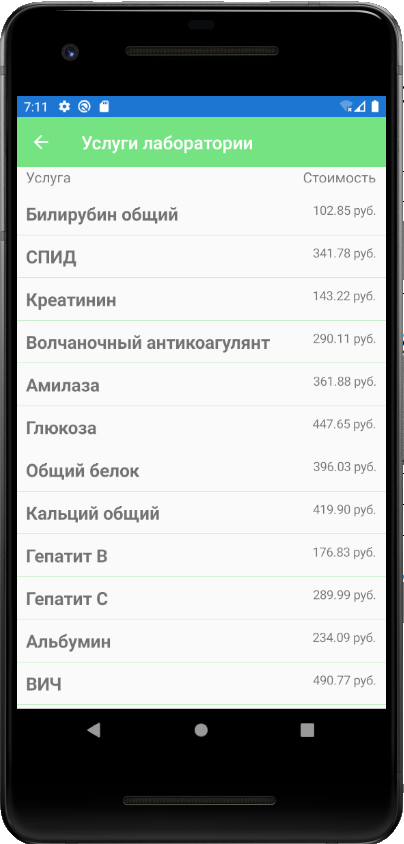 7:11
Услуги лаборатории
Услуга Стоимость
Билирубин общий 102.85 руб.
СПИД 341.78 руб.
Креатинин 143.22 руб.
Волчаночный антикоагулянт 290.11 руб.
Амилаза 361.88 руб.
Глюкоза 447.65 руб.
Общий белок 396.03 руб.
Кальций общий 419.90 руб.
Гепатит В 176.83 руб.
Гепатит С 289.99 руб.
Альбумин 234.09 руб.
ВИЧ 490.77 руб.